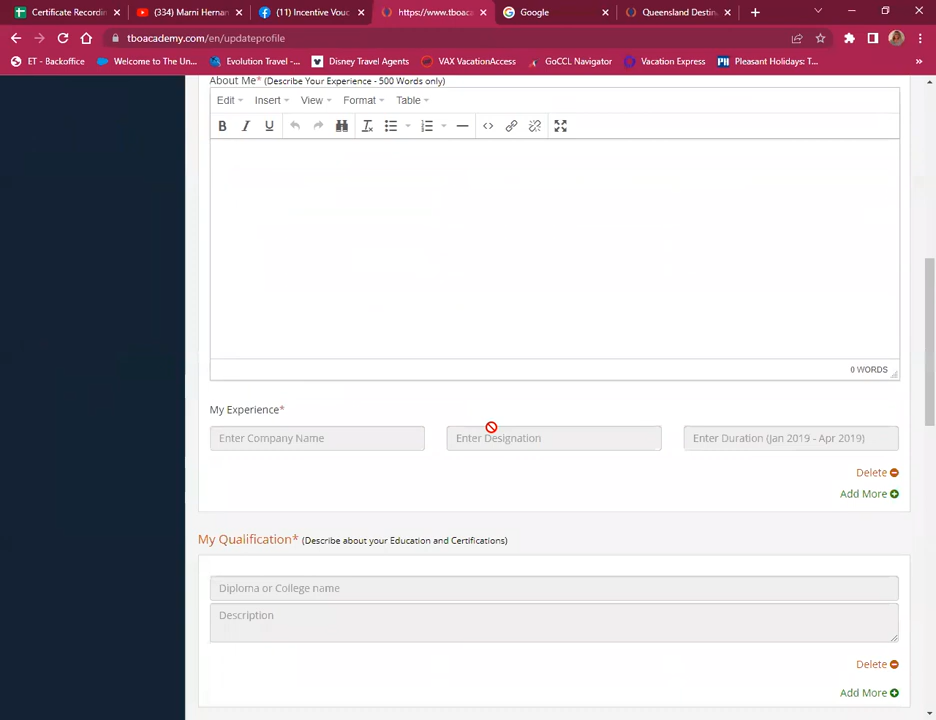 Certificate Recordin
(334) Marni Hernan
(11) Incentive Vouc
https://www.tboaca
Google
Queensland Destin
tboacademy.com/en/updateprofile
ET - Backoffice
Welcome to The Un...
Evolution Travel -...
Disney Travel Agents
VAX VacationAccess
GoCCL Navigator
Vacation Express
Pleasant Holidays: T...
About Me* (Describe Your Experience - 500 Words only)
Edit Insert View Format Table
B I U
0 WORDS
My Experience*
Enter Company Name
Enter Designation
Enter Duration (Jan 2019 - Apr 2019)
Delete
Add More
My Qualification* (Describe about your Education and Certifications)
Diploma or College name
Description
Delete
Add More